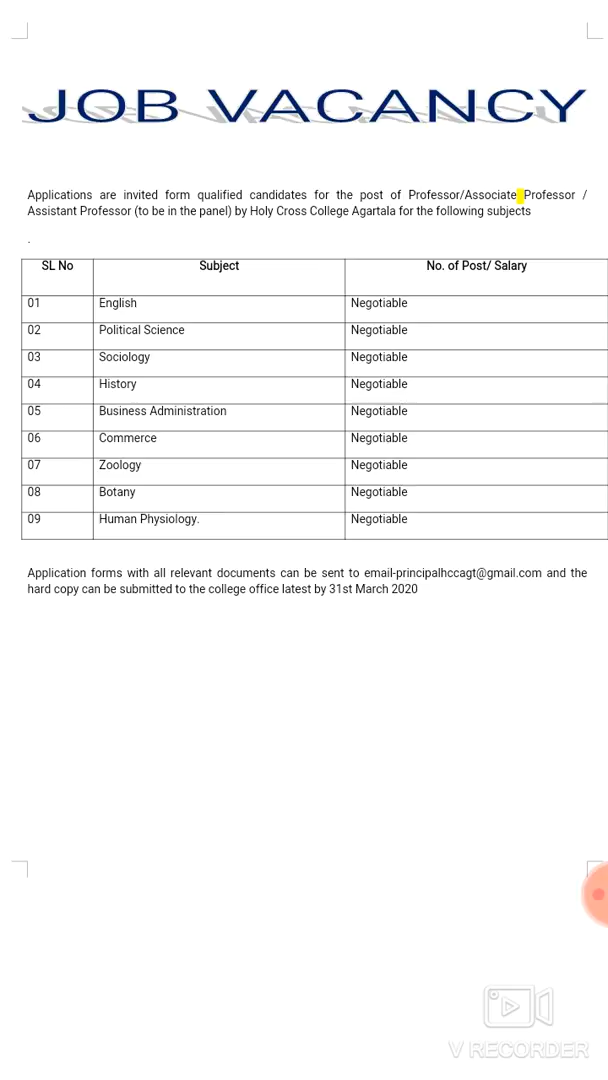 JOB VACANCY
Applications are invited form qualified candidates for the post of Professor/Associate Professor /
Assistant Professor (to be in the panel) by Holy Cross College Agartala for the following subjects
.
SL No Subject No. of Post/ Salary
01 English Negotiable
02 Political Science Negotiable
03 Sociology Negotiable
04 History Negotiable
05 Business Administration Negotiable
06 Commerce Negotiable
07 Zoology Negotiable
08 Botany Negotiable
09 Human Physiology. Negotiable
Application forms with all relevant documents can be sent to email-principalhccagt@gmail.com and the
hard copy can be submitted to the college office latest by 31st March 2020
V RECORDER